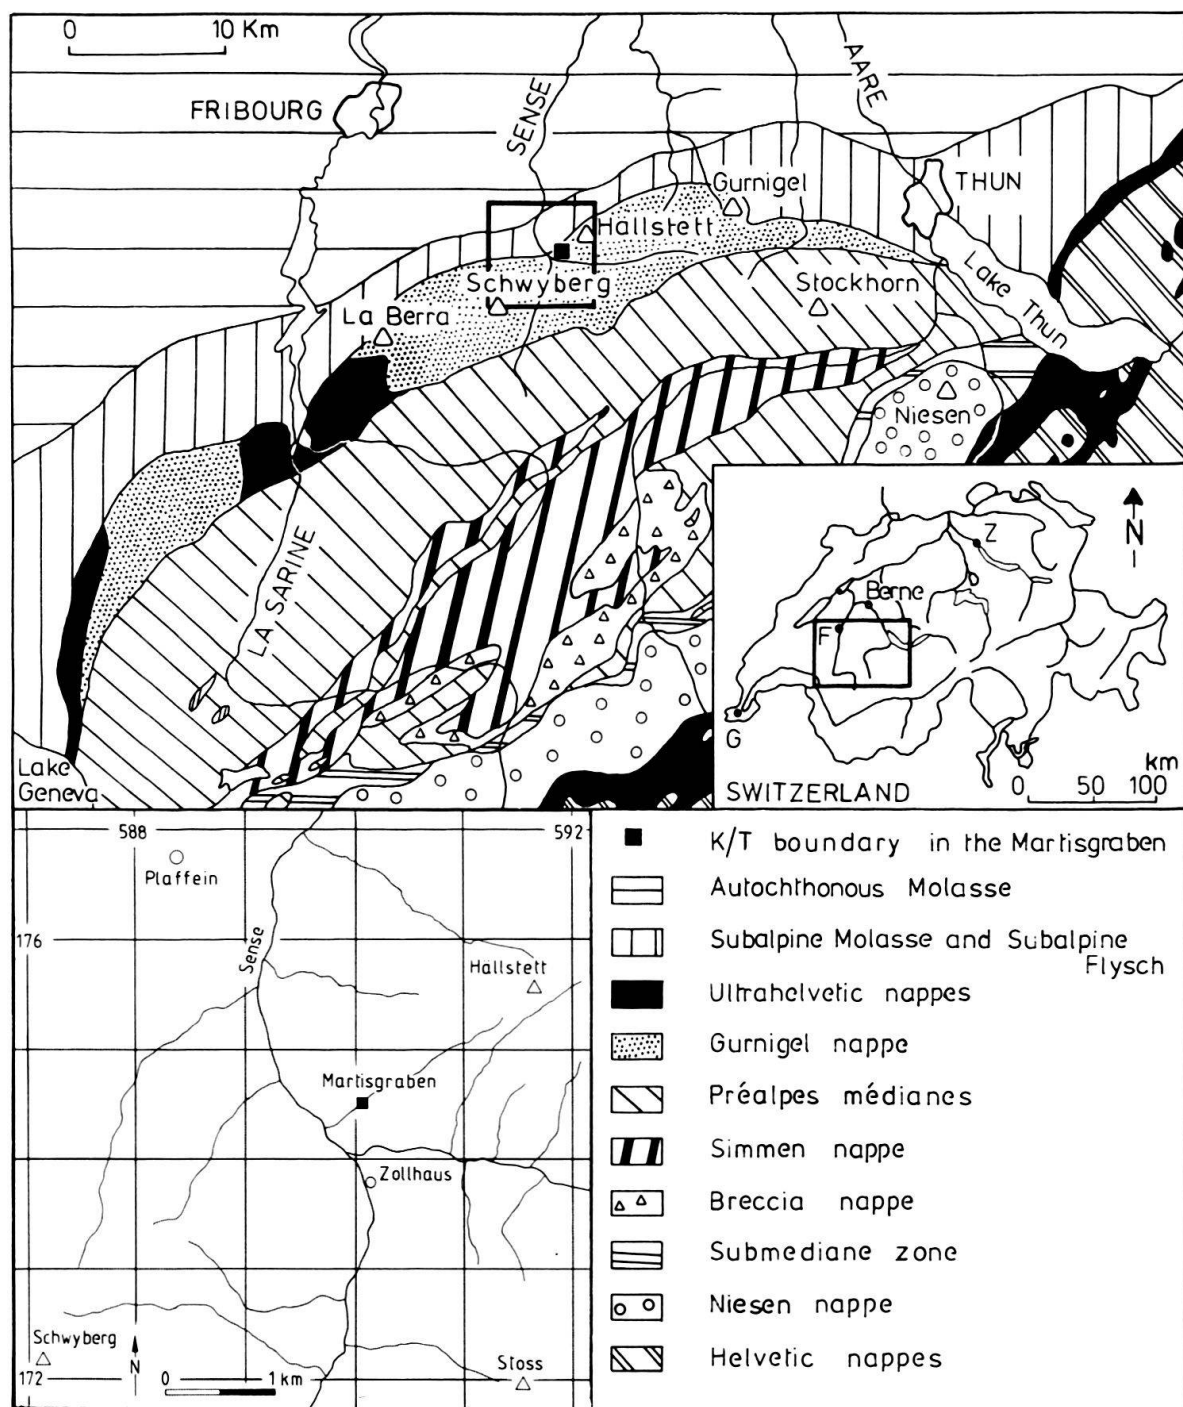 0 10 Km
FRIBOURG
SENSE
AARE
THUN
Gurnigel
Hällstett
Schwyberg
Stockhorn
Lake Thun
La Berra
Niesen
LA SARINE
Lake
Geneva
N
Z
Berne
F
G
SWITZERLAND
km
0 50 100
588
592
Plaffein
176
Sense
Hällstett
Martisgraben
Zollhaus
Schwyberg
N
Stoss
172
0 1 km
K/T boundary in the Martisgraben
Autochthonous Molasse
Subalpine Molasse and Subalpine
Flysch
Ultrahelvetic nappes
Gurnigel nappe
Préalpes médianes
Simmen nappe
Breccia nappe
Submediane zone
Niesen nappe
Helvetic nappes